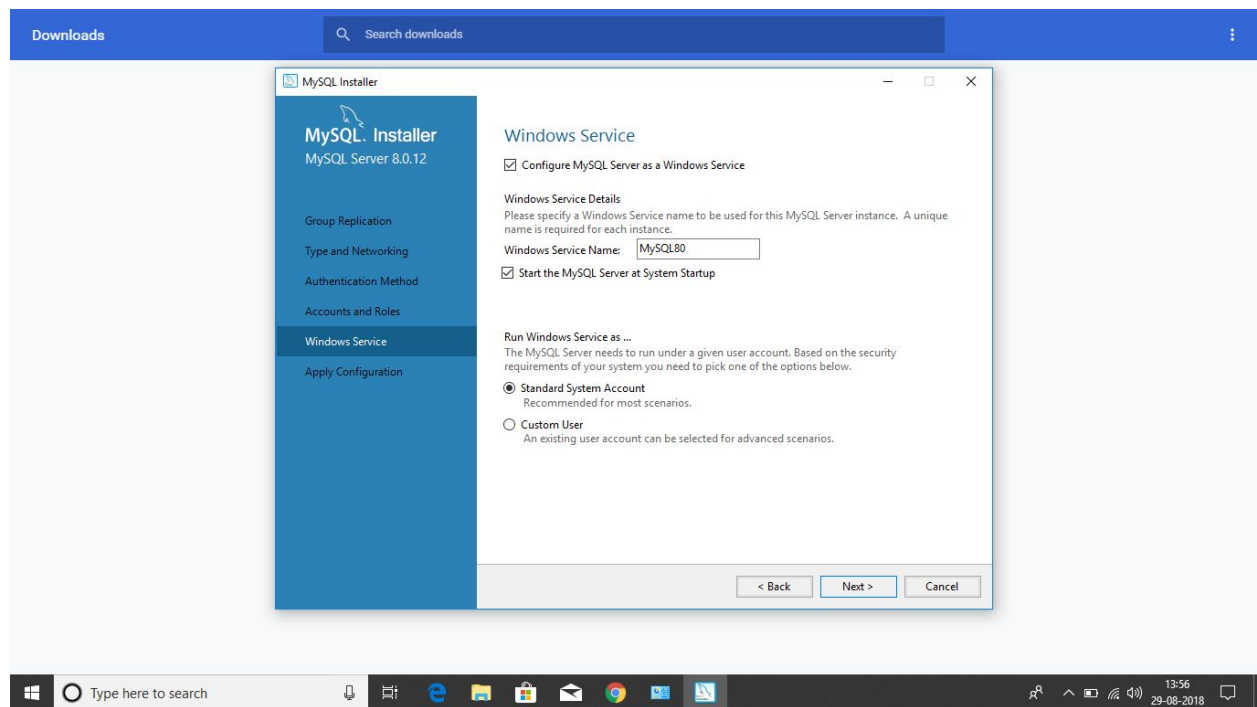 Downloads
Search downloads
MySQL Installer
MySQL. Installer
MySQL Server 8.0.12
Group Replication
Type and Networking
Authentication Method
Accounts and Roles
Windows Service
Apply Configuration
Windows Service
Configure MySQL Server as a Windows Service
Windows Service Details
Please specify a Windows Service name to be used for this MySQL Server instance. A unique
name is required for each instance.
Windows Service Name: MySQL80
Start the MySQL Server at System Startup
Run Windows Service as ...
The MySQL Server needs to run under a given user account. Based on the security
requirements of your system you need to pick one of the options below.
Standard System Account
Recommended for most scenarios.
Custom User
An existing user account can be selected for advanced scenarios.
< Back Next > Cancel
Type here to search
13:56
29-08-2018